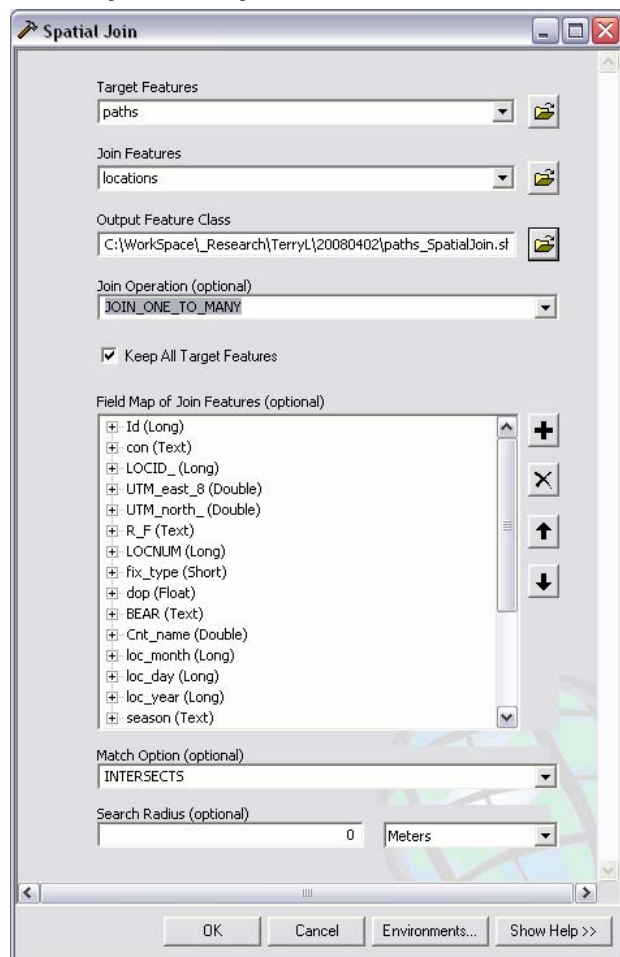 Spatial Join
Target Features
paths
Join Features
locations
Output Feature Class
C:\WorkSpace\_Research\TerryL\20080402\paths_SpatialJoin.sh
Join Operation (optional)
JOIN_ONE_TO_MANY
Keep All Target Features
Field Map of Join Features (optional)
Id (Long)
con (Text)
LOCID_ (Long)
UTM_east_8 (Double)
UTM_north_ (Double)
R_F (Text)
LOCNUM (Long)
fix_type (Short)
dop (Float)
BEAR (Text)
Cnt_name (Double)
loc_month (Long)
loc_day (Long)
loc_year (Long)
season (Text)
Match Option (optional)
INTERSECTS
Search Radius (optional)
0 Meters
OK Cancel Environments... Show Help >>